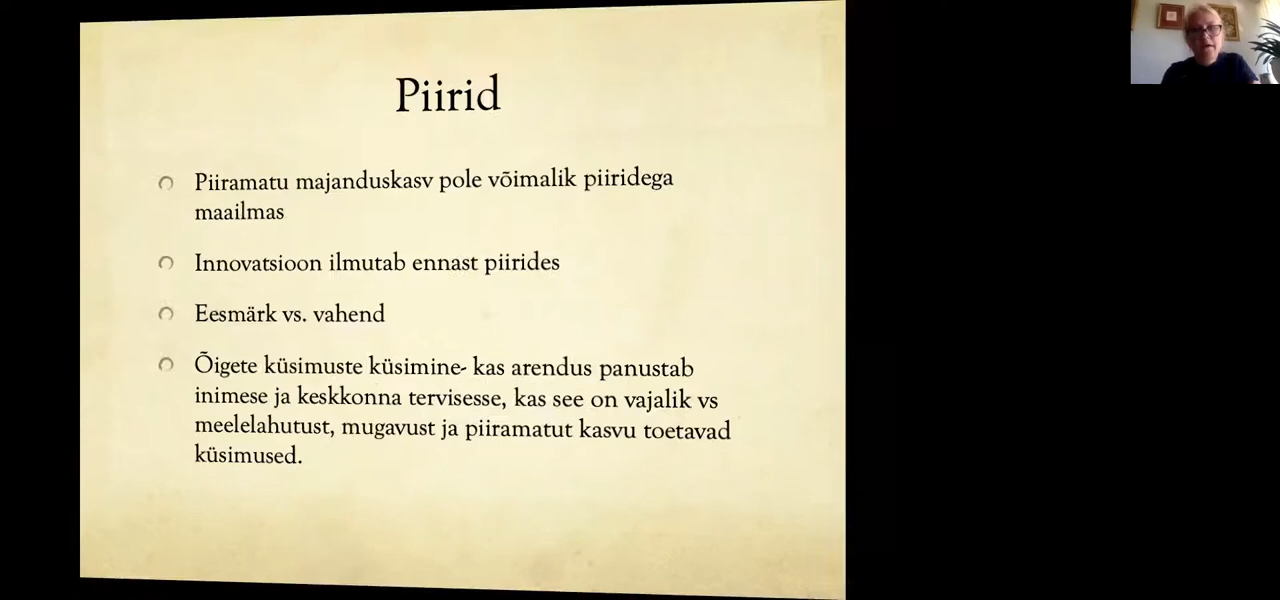 Piirid
Piiramatu majanduskasv pole võimalik piiridega
maailmas
Innovatsioon ilmutab ennast piirides
Eesmärk vs. vahend
Õigete küsimuste küsimine- kas arendus panustab
inimese ja keskkonna tervisesse, kas see on vajalik vs
meelelahutust, mugavust ja piiramatut kasvu toetavad
küsimused.